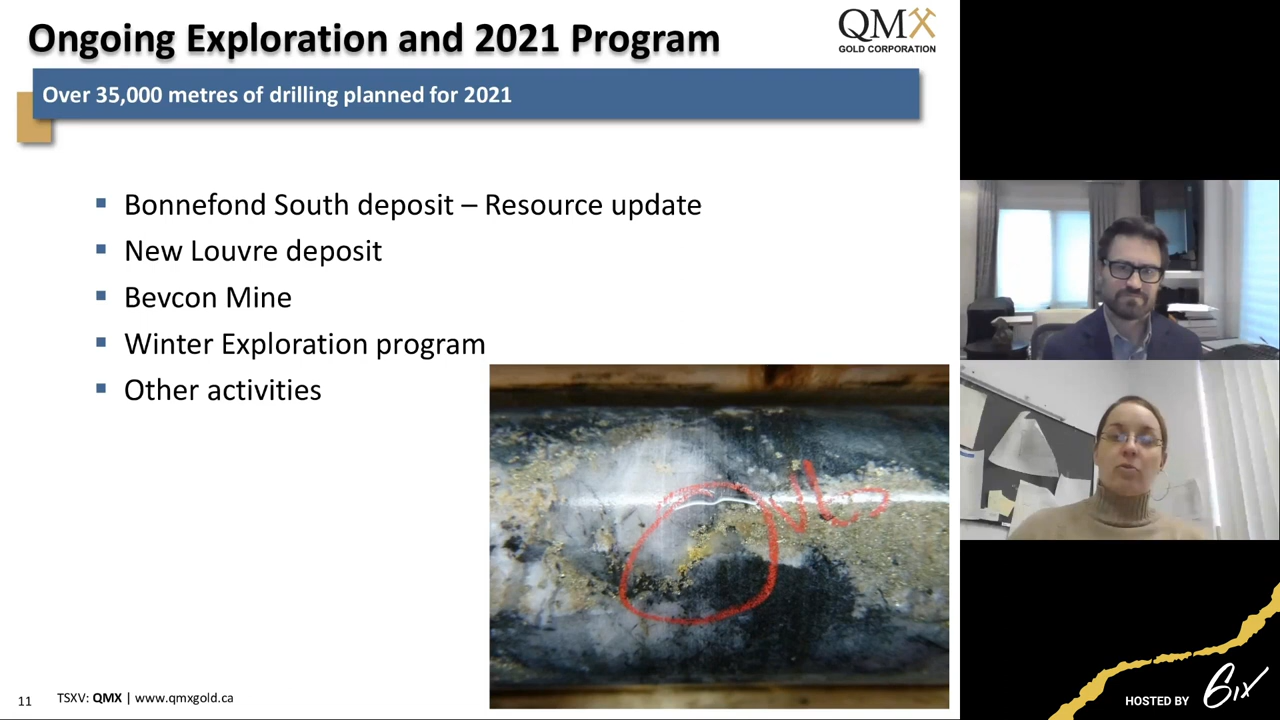 Ongoing Exploration and 2021 Program
QMX
GOLD CORPORATION
Over 35,000 metres of drilling planned for 2021
Bonnefond South deposit – Resource update
New Louvre deposit
Bevcon Mine
Winter Exploration program
Other activities
11
TSXV: QMX | www.qmxgold.ca
HOSTED BY 6ix